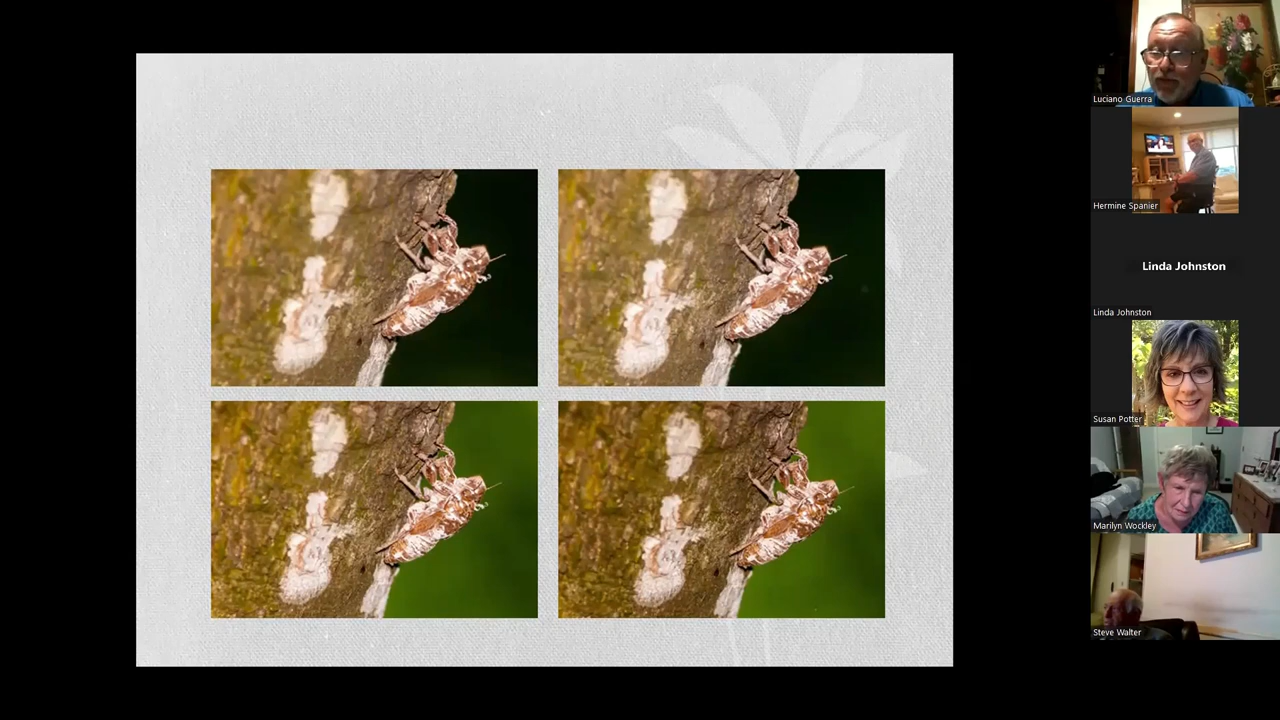 Luciano Guerra
Hermine Spanier
Linda Johnston
Linda Johnston
Susan Potter
Marilyn Wockley
Steve Walter